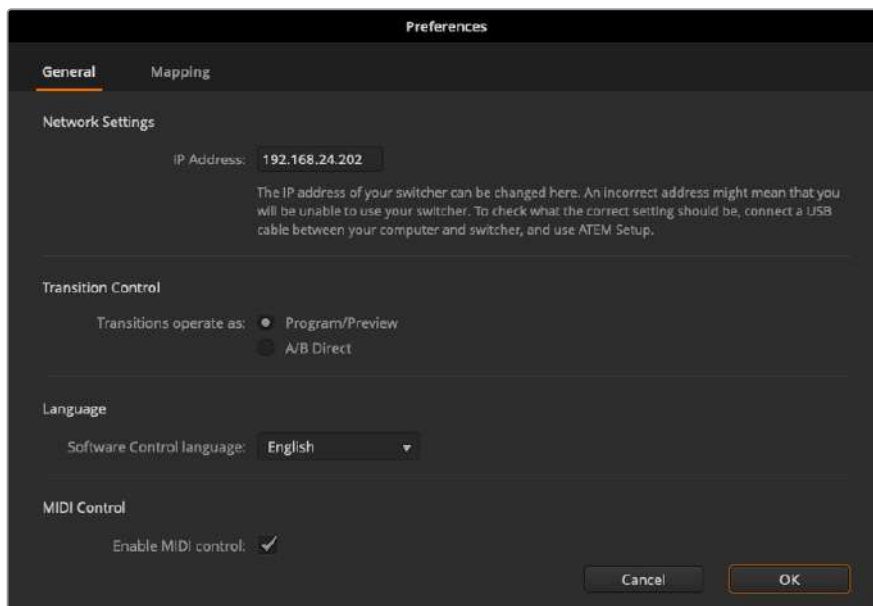 Preferences
General Mapping
Network Settings
IP Address: 192.168.24.202
The IP address of your switcher can be changed here. An incorrect address might mean that you
will be unable to use your switcher. To check what the correct setting should be, connect a USB
cable between your computer and switcher, and use ATEM Setup.
Transition Control
Transitions operate as: Program/Preview
A/B Direct
Language
Software Control language: English
MIDI Control
Enable MIDI control:
Cancel OK